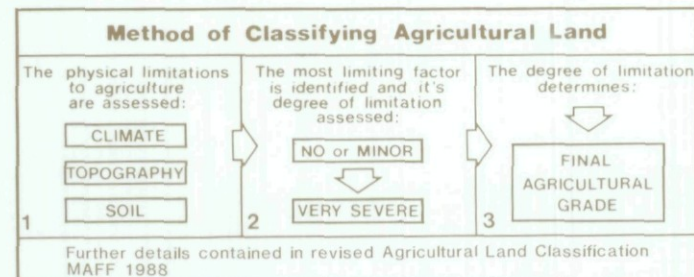 Method of Classifying Agricultural Land
The physical limitations
to agriculture
are assessed:
CLIMATE
TOPOGRAPHY
SOIL
1
The most limiting factor
is identified and it's
degree of limitation
assessed:
NO or MINOR
VERY SEVERE
2
The degree of limitation
determines:
FINAL
AGRICULTURAL
GRADE
3
Further details contained in revised Agricultural Land Classification
MAFF 1988